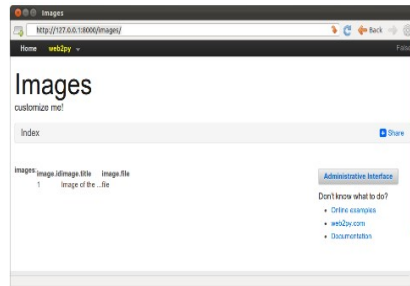 Images
http://127.0.0.1:8000/images/
Back
Home web2py
Images
customize me!
Index
Share
images: image.id image.title image.file
1 Image of the ... file
Administrative Interface
Don't know what to do?
Online examples
web2py.com
Documentation